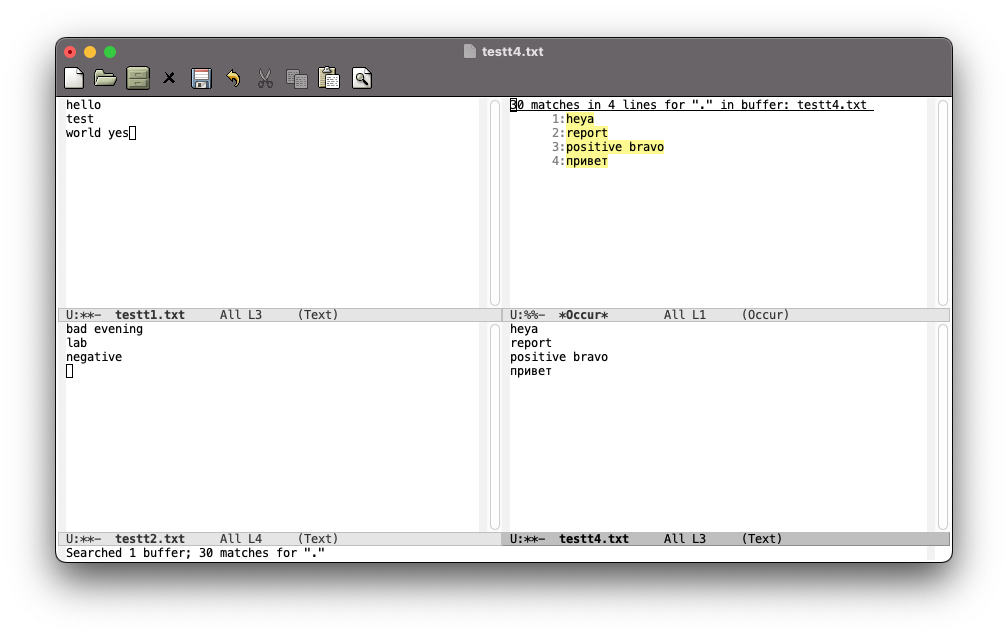 testt4.txt
hello
test
world yes
U:**-  testt1.txt     All L3     (Text)
30 matches in 4 lines for "." in buffer: testt4.txt
1:heya
2:report
3:positive bravo
4:привет
U:%%-  *Occur*        All L1     (Occur)
bad evening
lab
negative
U:**-  testt2.txt     All L4     (Text)
heya
report
positive bravo
привет
U:**-  testt4.txt     All L3     (Text)
Searched 1 buffer; 30 matches for "."